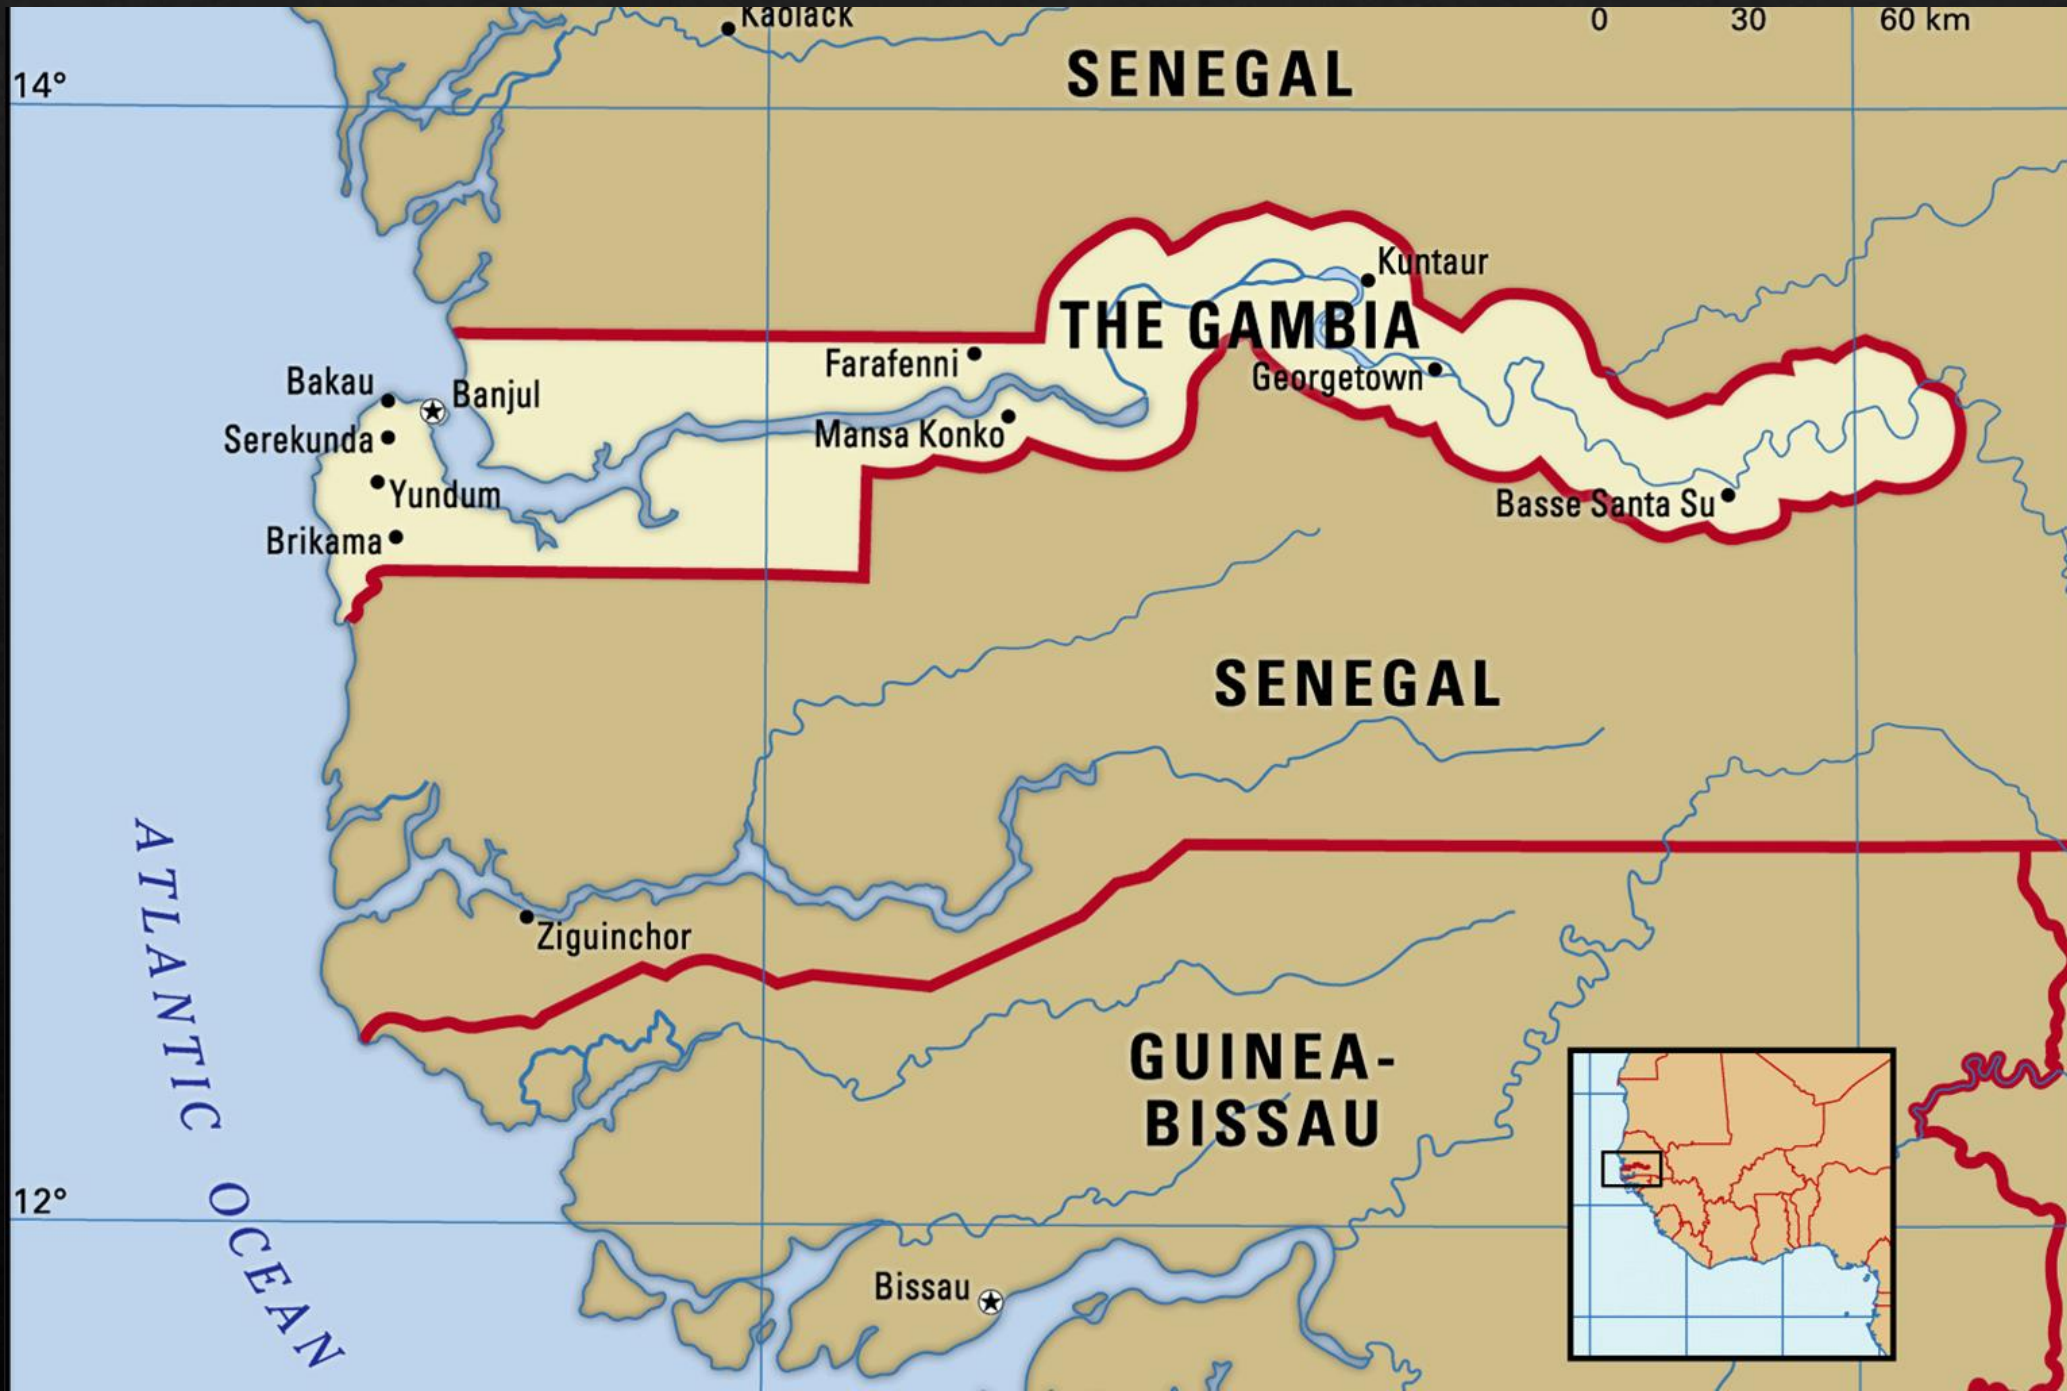 Kaolack
0 30 60 km
SENEGAL
14°
Kuntaur
THE GAMBIA
Farafenni
Georgetown
Bakau
Banjul
Serekunda
Mansa Konko
Yundum
Basse Santa Su
Brikama
SENEGAL
ATLANTIC OCEAN
Ziguinchor
GUINEA-
BISSAU
12°
Bissau